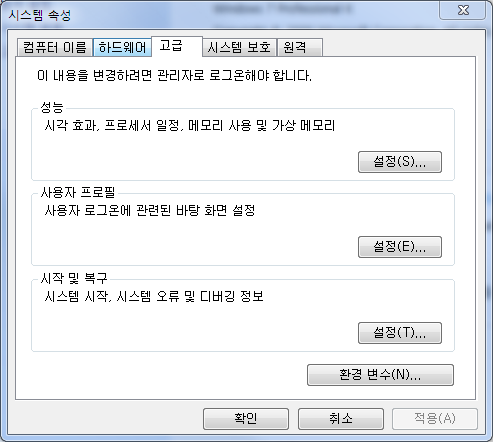 시스템 속성
컴퓨터 이름 하드웨어 고급 시스템 보호 원격
이 내용을 변경하려면 관리자로 로그온해야 합니다.
성능
시각 효과, 프로세서 일정, 메모리 사용 및 가상 메모리
설정(S)...
사용자 프로필
사용자 로그온에 관련된 바탕 화면 설정
설정(E)...
시작 및 복구
시스템 시작, 시스템 오류 및 디버깅 정보
설정(T)...
환경 변수(N)...
확인 취소 적용(A)